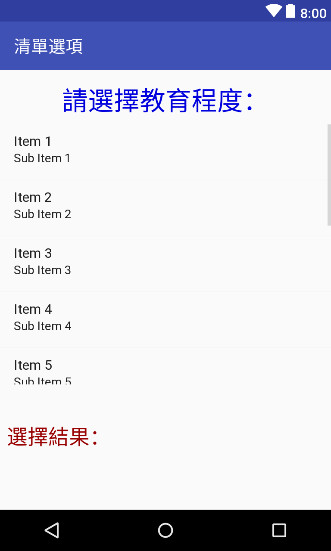 8:00
清單選項
請選擇教育程度：
Item 1
Sub Item 1
Item 2
Sub Item 2
Item 3
Sub Item 3
Item 4
Sub Item 4
Item 5
Sub Item 5
選擇結果：